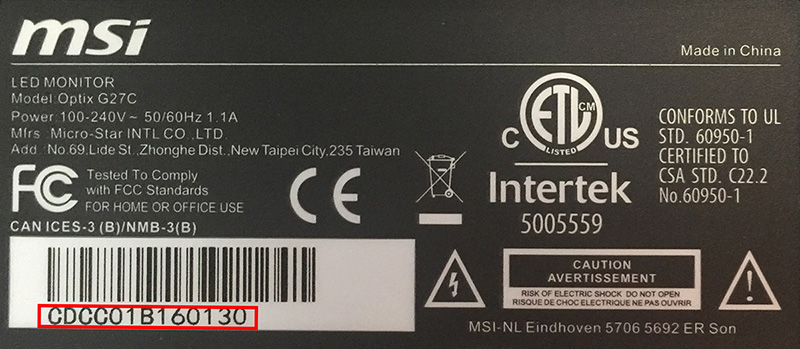 msi
Made in China
LED MONITOR
Model: Optix G27C
Power: 100-240V~ 50/60Hz 1.1A
Mfrs .: Micro-Star INTL CO .,LTD.
Add .: No.69,Lide St.,Zhonghe Dist.,New Taipei City,235 Taiwan
FC
Tested To Comply
with FCC Standards
FOR HOME OR OFFICE USE
CE
CAN ICES-3 (B)/NMB-3(B)
CDCC01B160130
ETL CM
LISTED
C US
Intertek
5005559
CONFORMS TO UL
STD. 60950-1
CERTIFIED TO
CSA STD. C22.2
No.60950-1
CAUTION
AVERTISSEMENT
RISK OF ELECTRIC SHOCK DO NOT OPEN
RISQUE DE CHOC ELECTRIQUE NE PAS OUVRIR
MSI-NL Eindhoven 5706 5692 ER Son